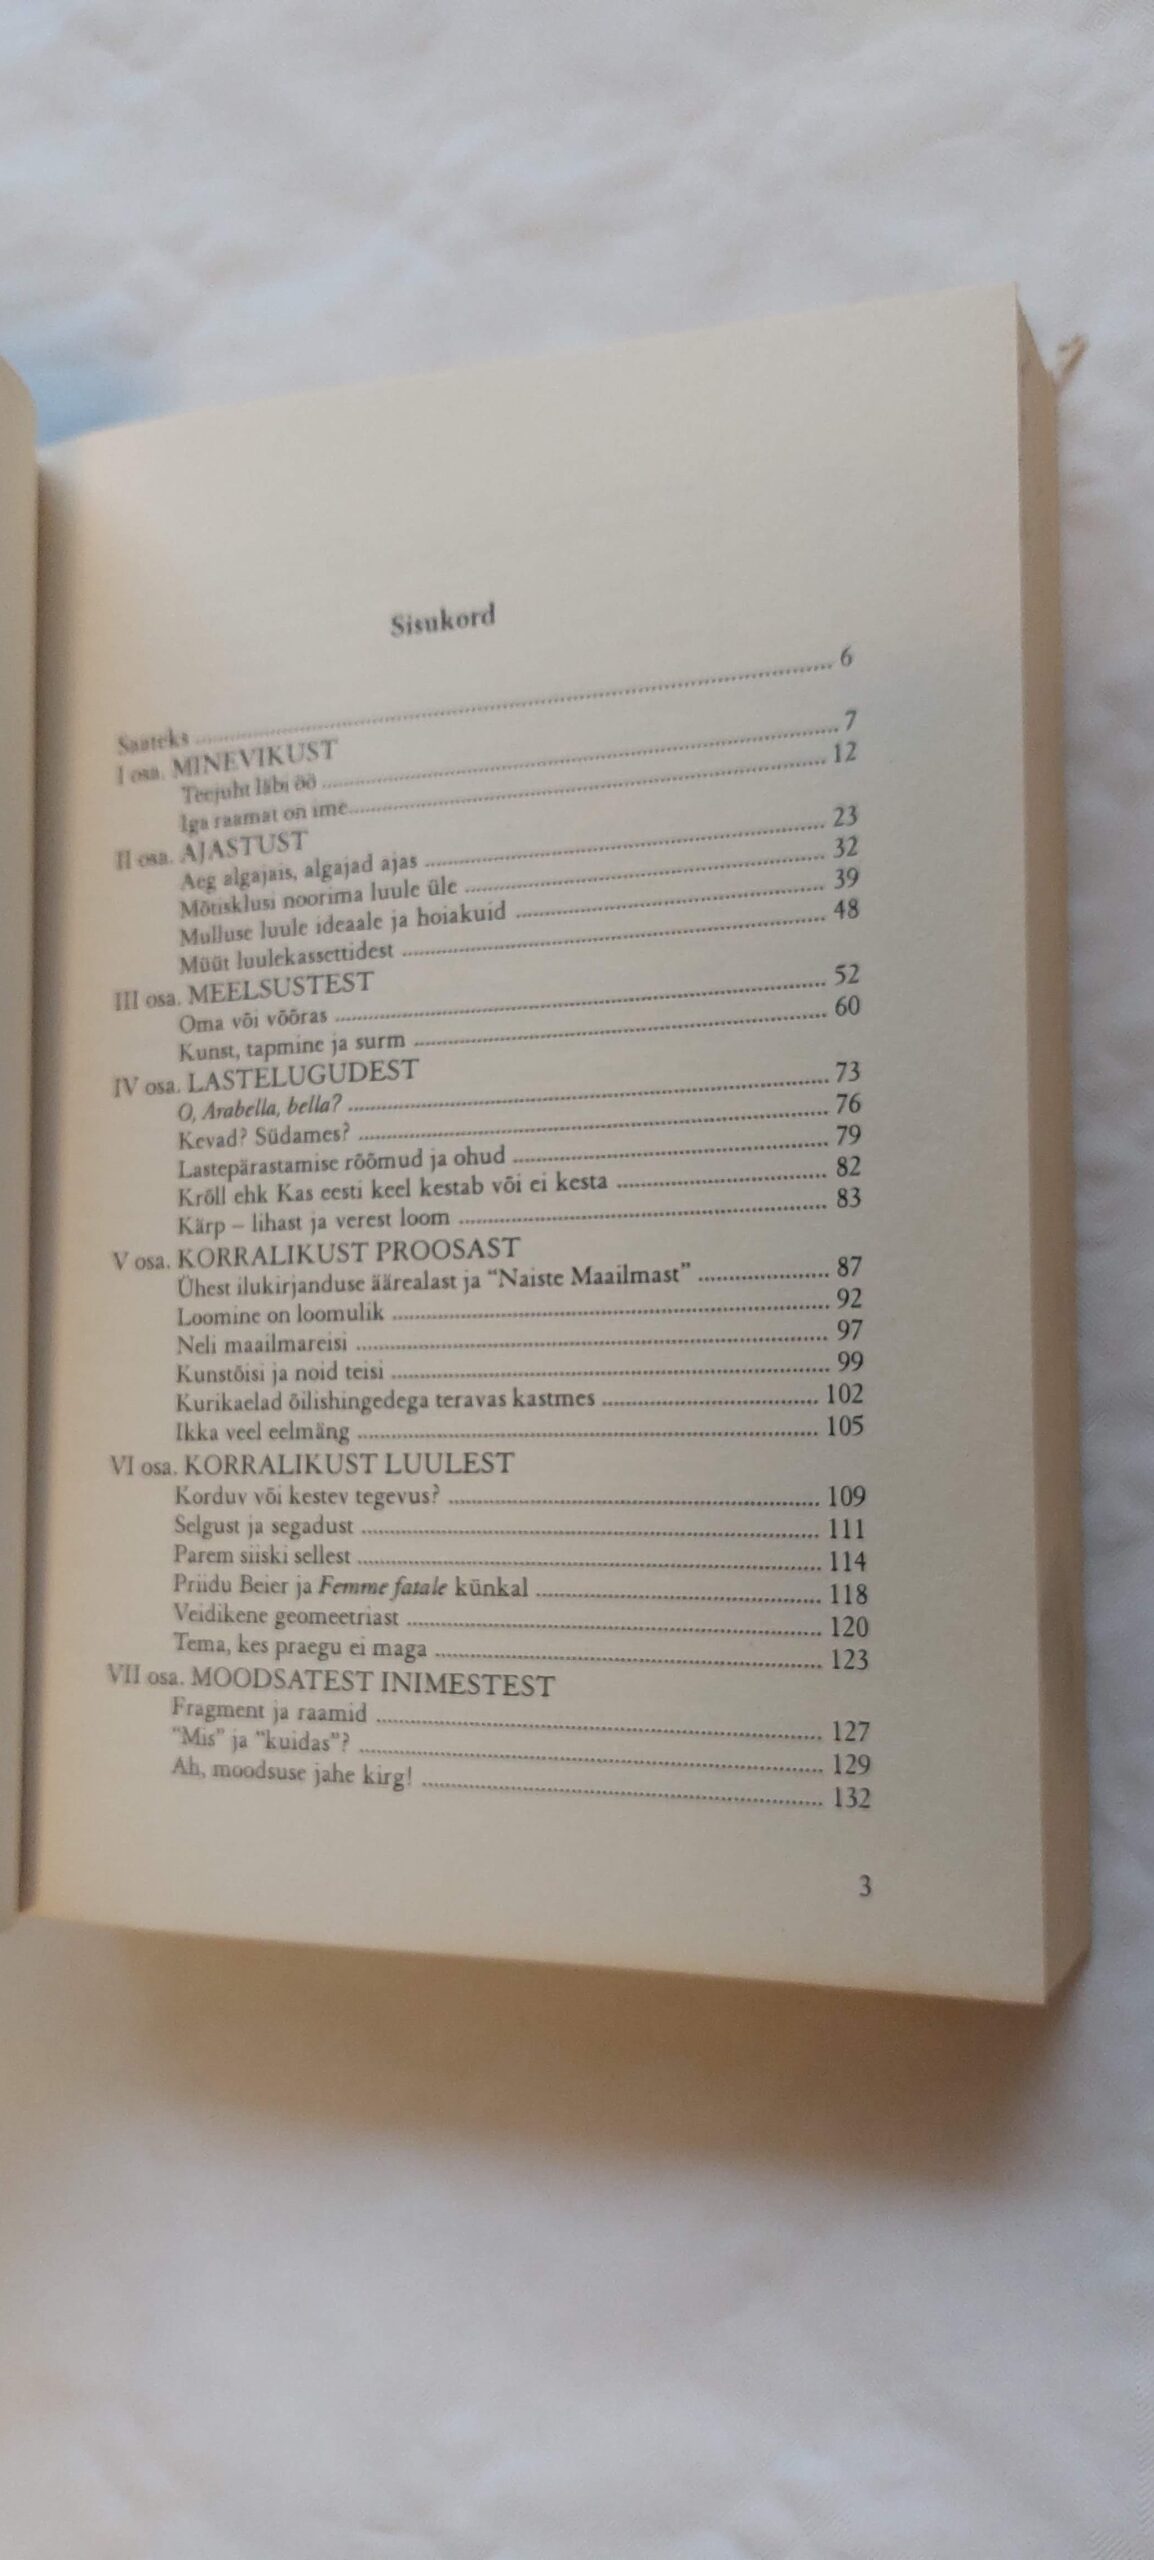 Sisukord
Saateks ........ 6
I osa. MINEVIKUST
Teejuht läbi öö ........ 7
Iga raamat on ime ........ 12
II osa. AJASTUST
Aeg algajais, algajad ajas ........ 23
Mõtisklusi noorima luule üle ........ 32
Mulluse luule ideaale ja hoiakuid ........ 39
Müüt luulekassettidest ........ 48
III osa. MEELSUSTEST
Oma või võõras ........ 52
Kunst, tapmine ja surm ........ 60
IV osa. LASTELUGUDEST
O, Arabella, bella? ........ 73
Kevad? Südames? ........ 76
Lastepärastamise rõõmud ja ohud ........ 79
Krõll ehk Kas eesti keel kestab või ei kesta ........ 82
Kärp – lihast ja verest loom ........ 83
V osa. KORRALIKUST PROOSAST
Ühest ilukirjanduse äärealast ja “Naiste Maailmast” ........ 87
Loomine on loomulik ........ 92
Neli maailmareisi ........ 97
Kunstõisi ja noid teisi ........ 99
Kurikaelad õilishingedega teravas kastmes ........ 102
Ikka veel eelmäng ........ 105
VI osa. KORRALIKUST LUULEST
Korduv või kestev tegevus? ........ 109
Selgust ja segadust ........ 111
Parem siiski sellest ........ 114
Priidu Beier ja Femme fatale künkal ........ 118
Veidikene geomeetriast ........ 120
Tema, kes praegu ei maga ........ 123
VII osa. MOODSATEST INIMESTEST
Fragment ja raamid ........ 127
“Mis” ja “kuidas”? ........ 129
Ah, moodsuse jahe kirg! ........ 132
3